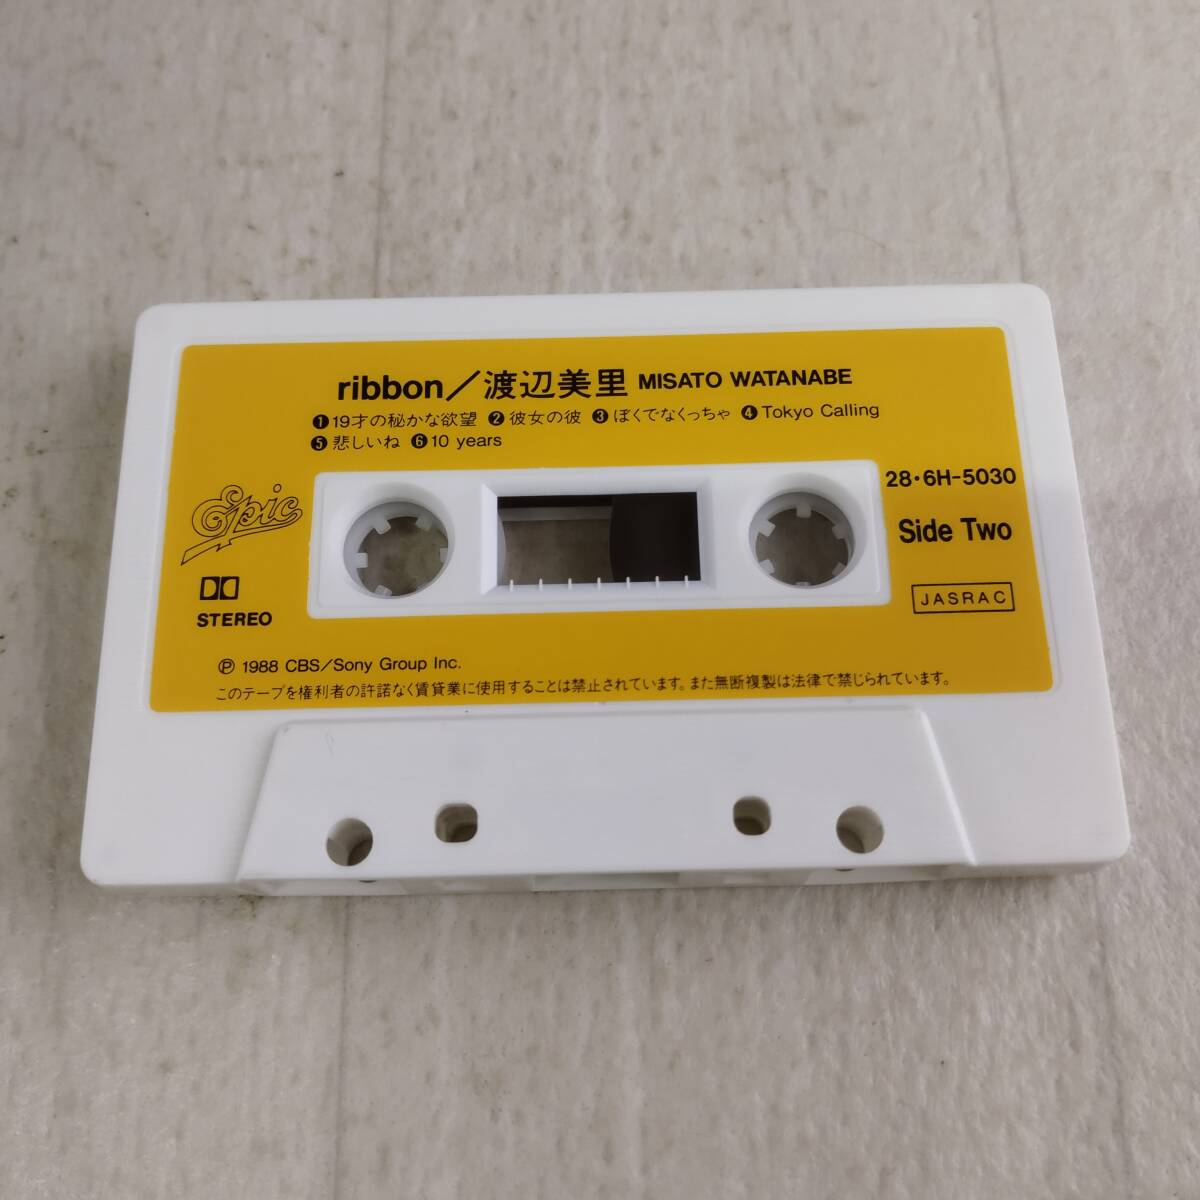 ribbon／渡辺美里 MISATO WATANABE
❶19才の秘かな欲望 ❷彼女の彼 ❸ぼくでなくっちゃ ❹Tokyo Calling
❺悲しいね ❻10 years
28・6H-5030
Epic
Side Two
STEREO
JASRAC
Ⓟ 1988 CBS/Sony Group Inc.
このテープを権利者の許諾なく賃貸業に使用することは禁止されています。また無断複製は法律で禁じられています。